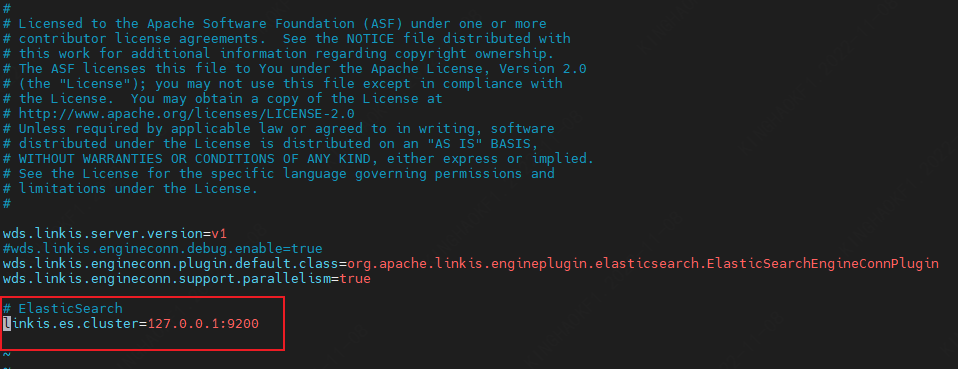 #
# Licensed to the Apache Software Foundation (ASF) under one or more
# contributor license agreements.  See the NOTICE file distributed with
# this work for additional information regarding copyright ownership.
# The ASF licenses this file to You under the Apache License, Version 2.0
# (the "License"); you may not use this file except in compliance with
# the License.  You may obtain a copy of the License at
# http://www.apache.org/licenses/LICENSE-2.0
# Unless required by applicable law or agreed to in writing, software
# distributed under the License is distributed on an "AS IS" BASIS,
# WITHOUT WARRANTIES OR CONDITIONS OF ANY KIND, either express or implied.
# See the License for the specific language governing permissions and
# limitations under the License.
#
wds.linkis.server.version=v1
#wds.linkis.engineconn.debug.enable=true
wds.linkis.engineconn.plugin.default.class=org.apache.linkis.engineplugin.elasticsearch.ElasticSearchEngineConnPlugin
wds.linkis.engineconn.support.parallelism=true
# ElasticSearch
linkis.es.cluster=127.0.0.1:9200
~
~